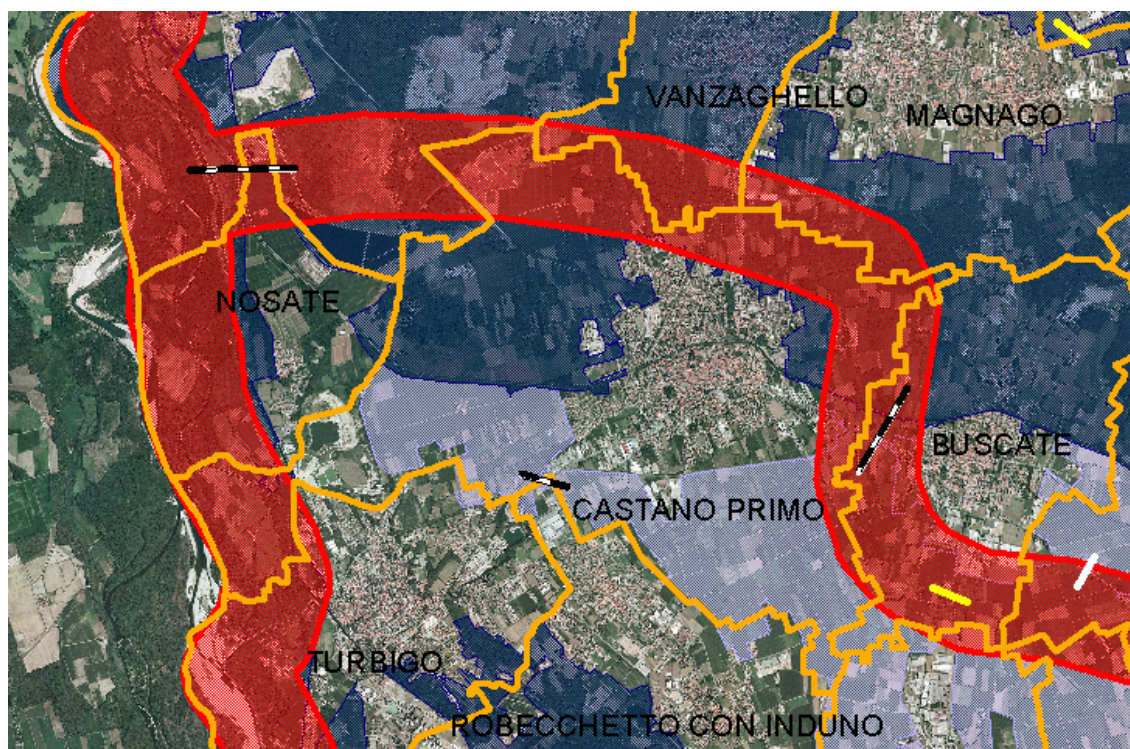 VANZAGHELLO
MAGNAGO
NOSATE
BUSCATE
CASTANO PRIMO
TURBIGO
ROBECCHETTO CON INDUNO